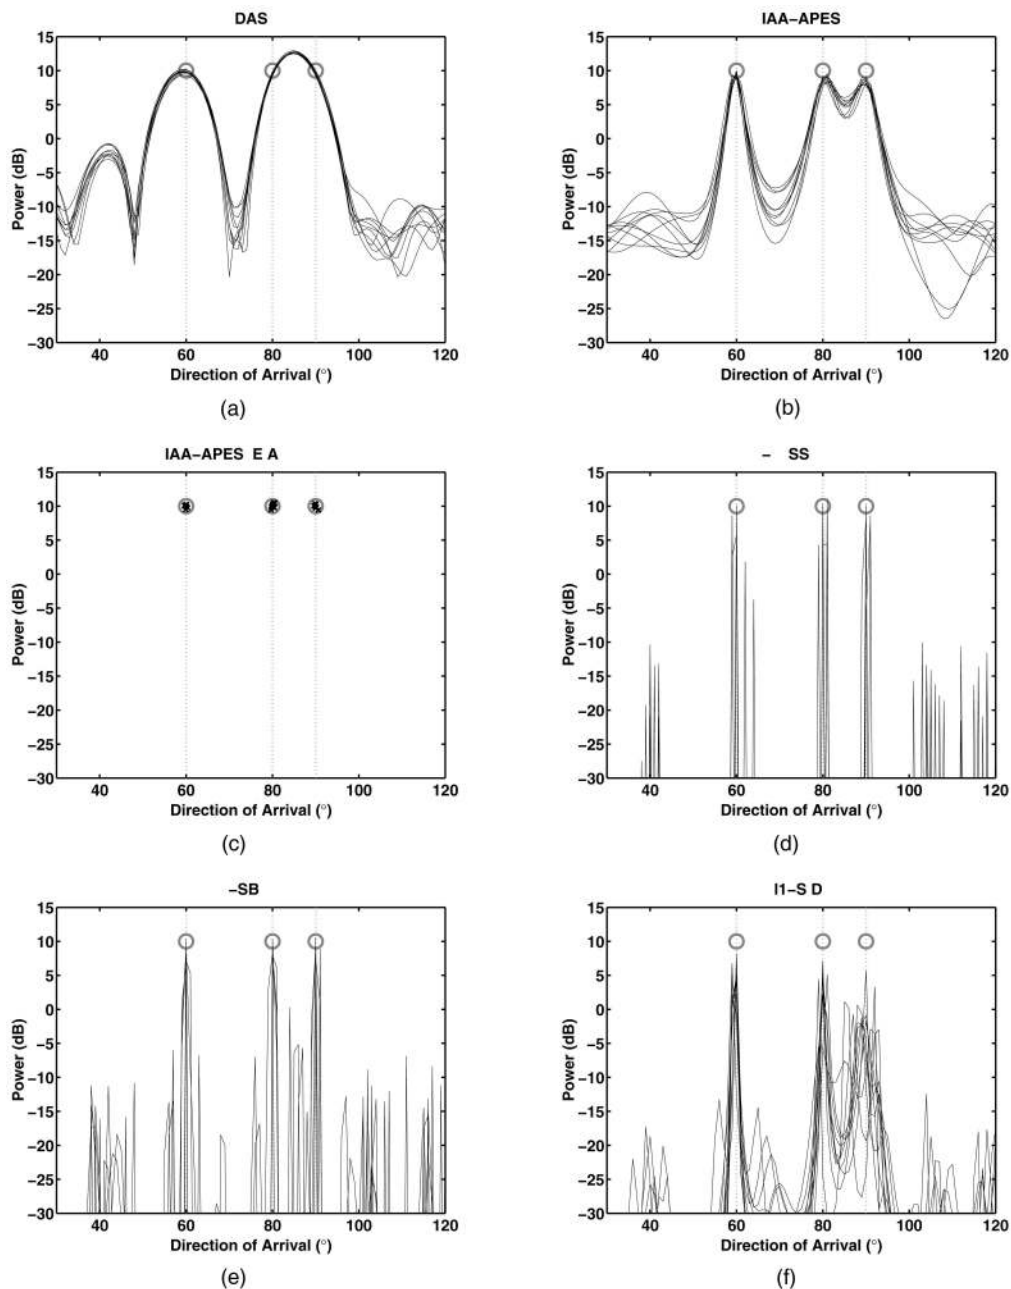 DAS
15
10
5
0
−5
−10
−15
−20
−25
−30
Power (dB)
40 60 80 100 120
Direction of Arrival (°)
(a)
IAA−APES
15
10
5
0
−5
−10
−15
−20
−25
−30
Power (dB)
40 60 80 100 120
Direction of Arrival (°)
(b)
IAA−APES E A
15
10
5
0
−5
−10
−15
−20
−25
−30
Power (dB)
40 60 80 100 120
Direction of Arrival (°)
(c)
− SS
15
10
5
0
−5
−10
−15
−20
−25
−30
Power (dB)
40 60 80 100 120
Direction of Arrival (°)
(d)
−SB
15
10
5
0
−5
−10
−15
−20
−25
−30
Power (dB)
40 60 80 100 120
Direction of Arrival (°)
(e)
l1−S D
15
10
5
0
−5
−10
−15
−20
−25
−30
Power (dB)
40 60 80 100 120
Direction of Arrival (°)
(f)